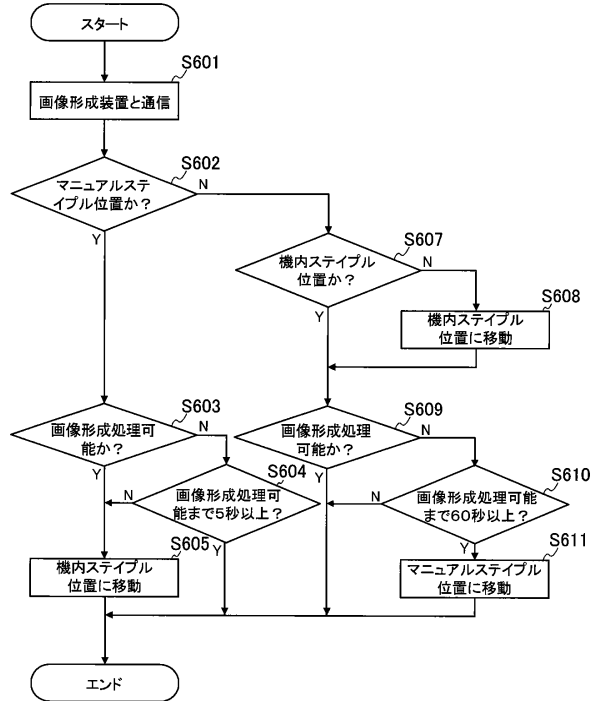 スタート
S601
画像形成装置と通信
S602
マニュアルステ
イプル位置か？
N
Y
S607
機内ステイプル
位置か？
N
Y
S608
機内ステイプル
位置に移動
S603
画像形成処理可
能か？
N
Y
S609
画像形成処理
可能か？
N
Y
S604
画像形成処理可
能まで5秒以上？
N
Y
S610
画像形成処理可能
まで60秒以上？
N
Y
S605
機内ステイプル
位置に移動
S611
マニュアルステイプル
位置に移動
エンド